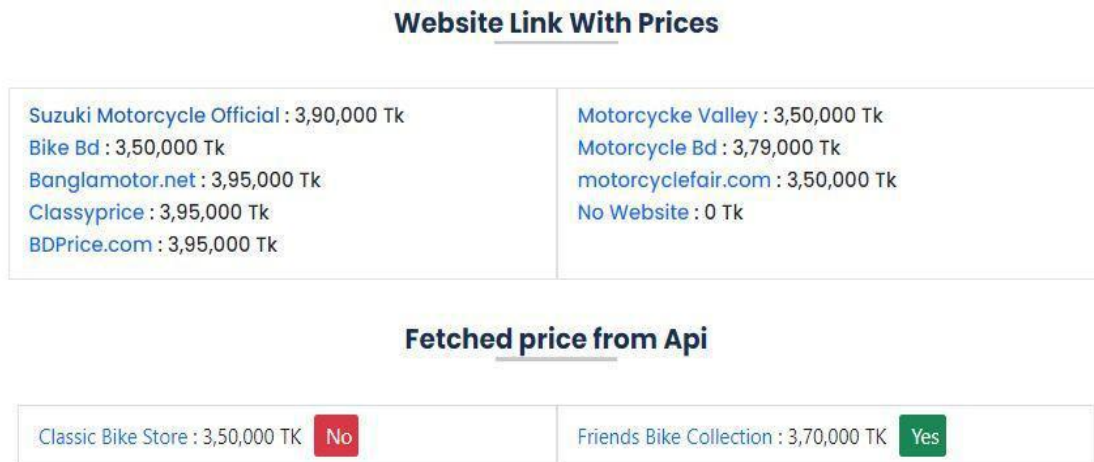 Website Link With Prices
Suzuki Motorcycle Official : 3,90,000 Tk
Bike Bd : 3,50,000 Tk
Banglamotor.net : 3,95,000 Tk
Classyprice : 3,95,000 Tk
BDPrice.com : 3,95,000 Tk
Motorcycke Valley : 3,50,000 Tk
Motorcycle Bd : 3,79,000 Tk
motorcyclefair.com : 3,50,000 Tk
No Website : 0 Tk
Fetched price from Api
Classic Bike Store : 3,50,000 TK No
Friends Bike Collection : 3,70,000 TK Yes